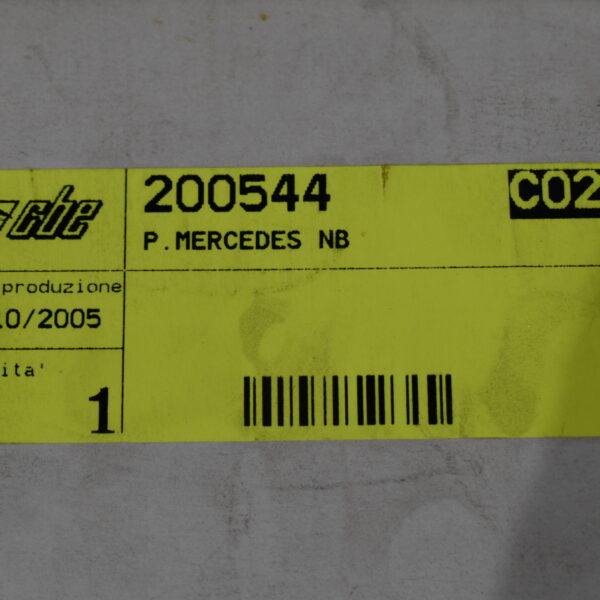 cbe
200544
CO2
P.MERCEDES NB
produzione
10/2005
ita'
1